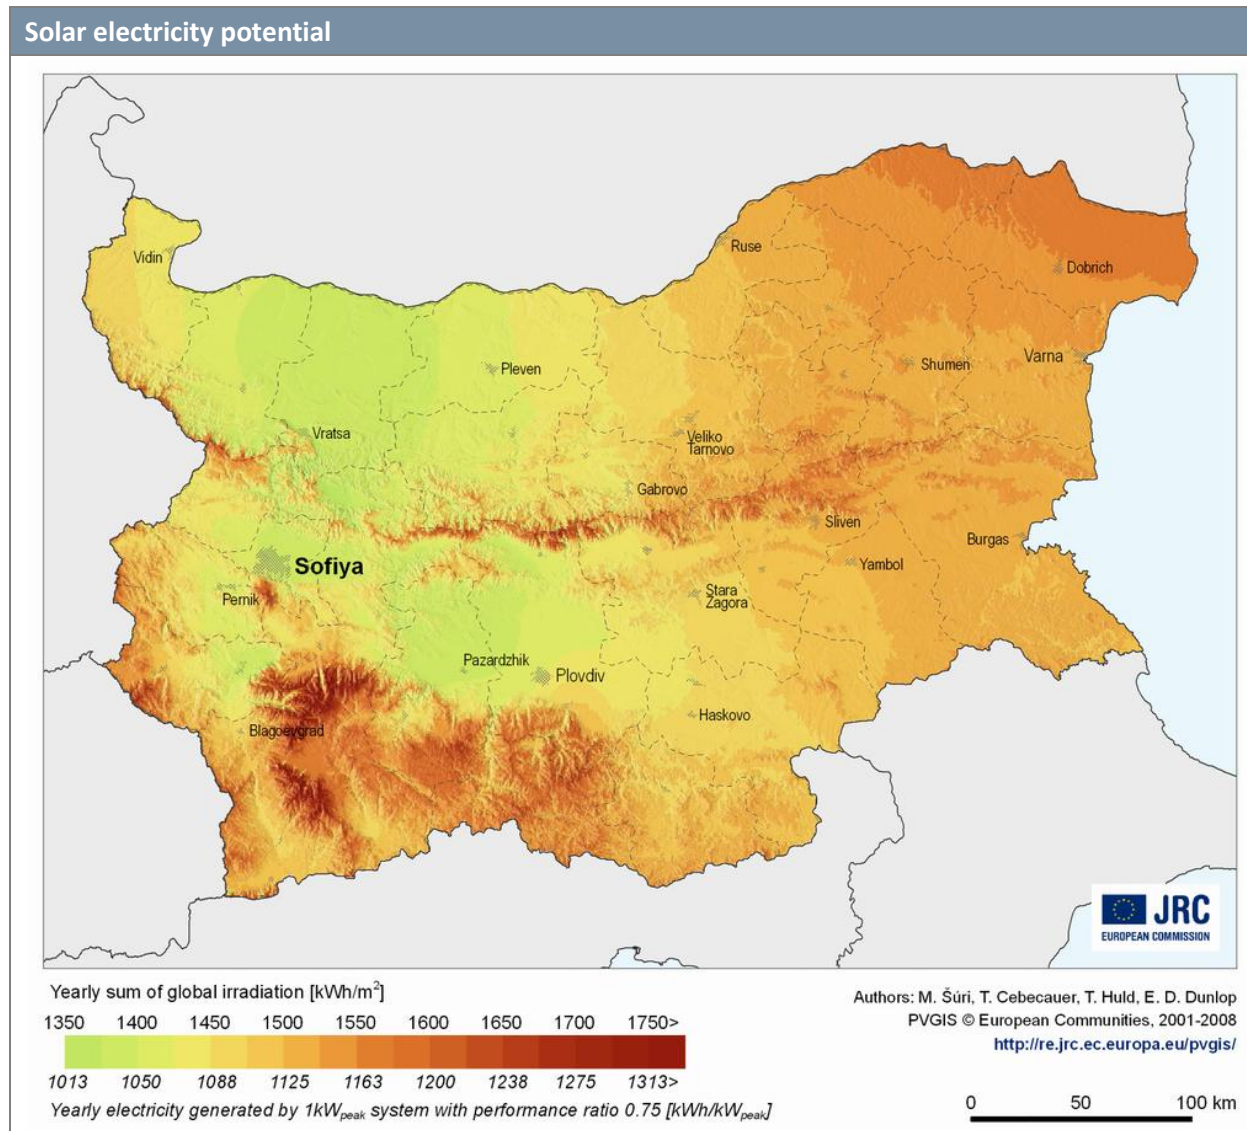 Solar electricity potential
Vidin
Ruse
Dobrich
Pleven
Shumen
Varna
Vratsa
Veliko
Tarnovo
Gabrovo
Sliven
Burgas
Sofiya
Yambol
Pernik
Stara
Zagora
Pazardzhik
Plovdiv
Haskovo
Blagoevgrad
JRC
EUROPEAN COMMISSION
Yearly sum of global irradiation [kWh/m²]
1350 1400 1450 1500 1550 1600 1650 1700 1750>
1013 1050 1088 1125 1163 1200 1238 1275 1313>
Yearly electricity generated by 1kWpeak system with performance ratio 0.75 [kWh/kWpeak]
Authors: M. Šúri, T. Cebecauer, T. Huld, E. D. Dunlop
PVGIS © European Communities, 2001-2008
http://re.jrc.ec.europa.eu/pvgis/
0 50 100 km